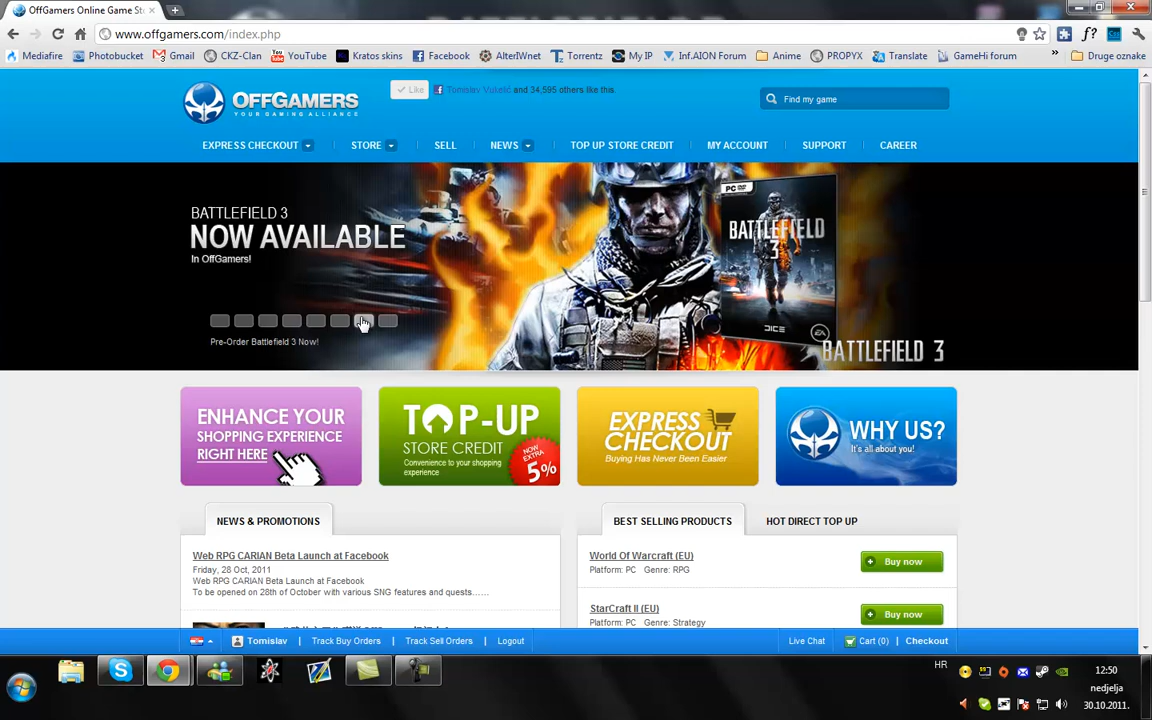 OffGamers Online Game St
www.offgamers.com/index.php
Mediafire Photobucket Gmail CKZ-Clan YouTube Kratos skins Facebook AlterIWnet Torrentz My IP Inf.AION Forum Anime PROPYX Translate GameHi forum » Druge oznake
OFFGAMERS
YOUR GAMING ALLIANCE
Like
Tomislav Vukelić and 34,595 others like this.
Find my game
EXPRESS CHECKOUT STORE SELL NEWS TOP UP STORE CREDIT MY ACCOUNT SUPPORT CAREER
BATTLEFIELD 3
NOW AVAILABLE
In OffGamers!
Pre-Order Battlefield 3 Now!
PC DVD
BATTLEFIELD
3
DICE
EA
BATTLEFIELD 3
ENHANCE YOUR
SHOPPING EXPERIENCE
RIGHT HERE
TOP-UP
STORE CREDIT
Convenience to your shopping
experience
NOW
EXTRA
5%
EXPRESS
CHECKOUT
Buying Has Never Been Easier
WHY US?
It's all about you!
NEWS & PROMOTIONS
Web RPG CARIAN Beta Launch at Facebook
Friday, 28 Oct, 2011
Web RPG CARIAN Beta Launch at Facebook
To be opened on 28th of October with various SNG features and quests......
BEST SELLING PRODUCTS HOT DIRECT TOP UP
World Of Warcraft (EU)
Platform: PC Genre: RPG
Buy now
StarCraft II (EU)
Platform: PC Genre: Strategy
Buy now
Tomislav Track Buy Orders Track Sell Orders Logout Live Chat Cart (0) Checkout
HR
12:50
nedjelja
30.10.2011.